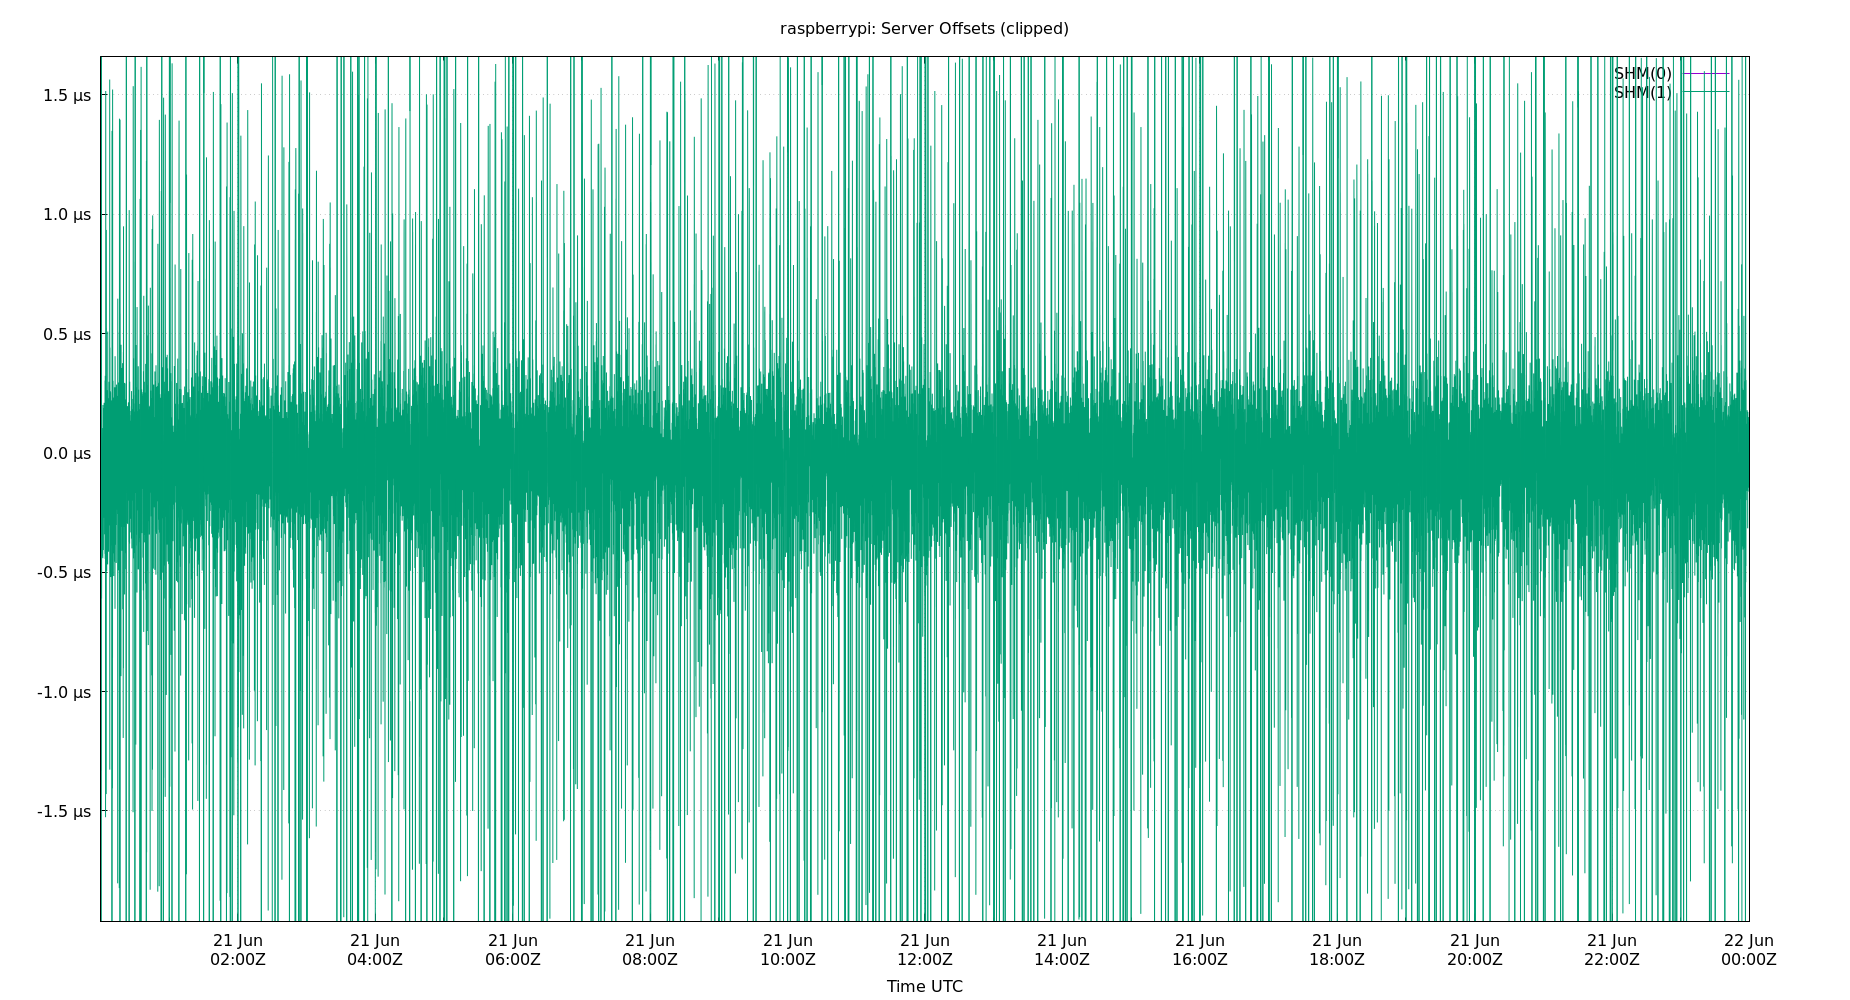 raspberrypi: Server Offsets (clipped)
SHM(0)
SHM(1)
1.5 µs
1.0 µs
0.5 µs
0.0 µs
-0.5 µs
-1.0 µs
-1.5 µs
21 Jun 21 Jun 21 Jun 21 Jun 21 Jun 21 Jun 21 Jun 21 Jun 21 Jun 21 Jun 21 Jun 22 Jun
02:00Z 04:00Z 06:00Z 08:00Z 10:00Z 12:00Z 14:00Z 16:00Z 18:00Z 20:00Z 22:00Z 00:00Z
Time UTC